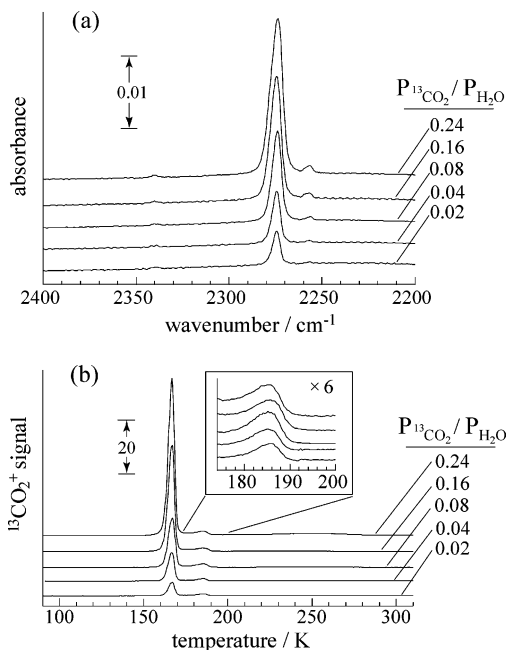 (a)
P13CO2 / PH2O
0.01
0.24
0.16
0.08
0.04
0.02
absorbance
2400 2350 2300 2250 2200
wavenumber / cm-1
(b)
× 6
20
P13CO2 / PH2O
174 180 190 200
0.24
0.16
0.08
0.04
0.02
13CO2+ signal
100 150 200 250 300
temperature / K